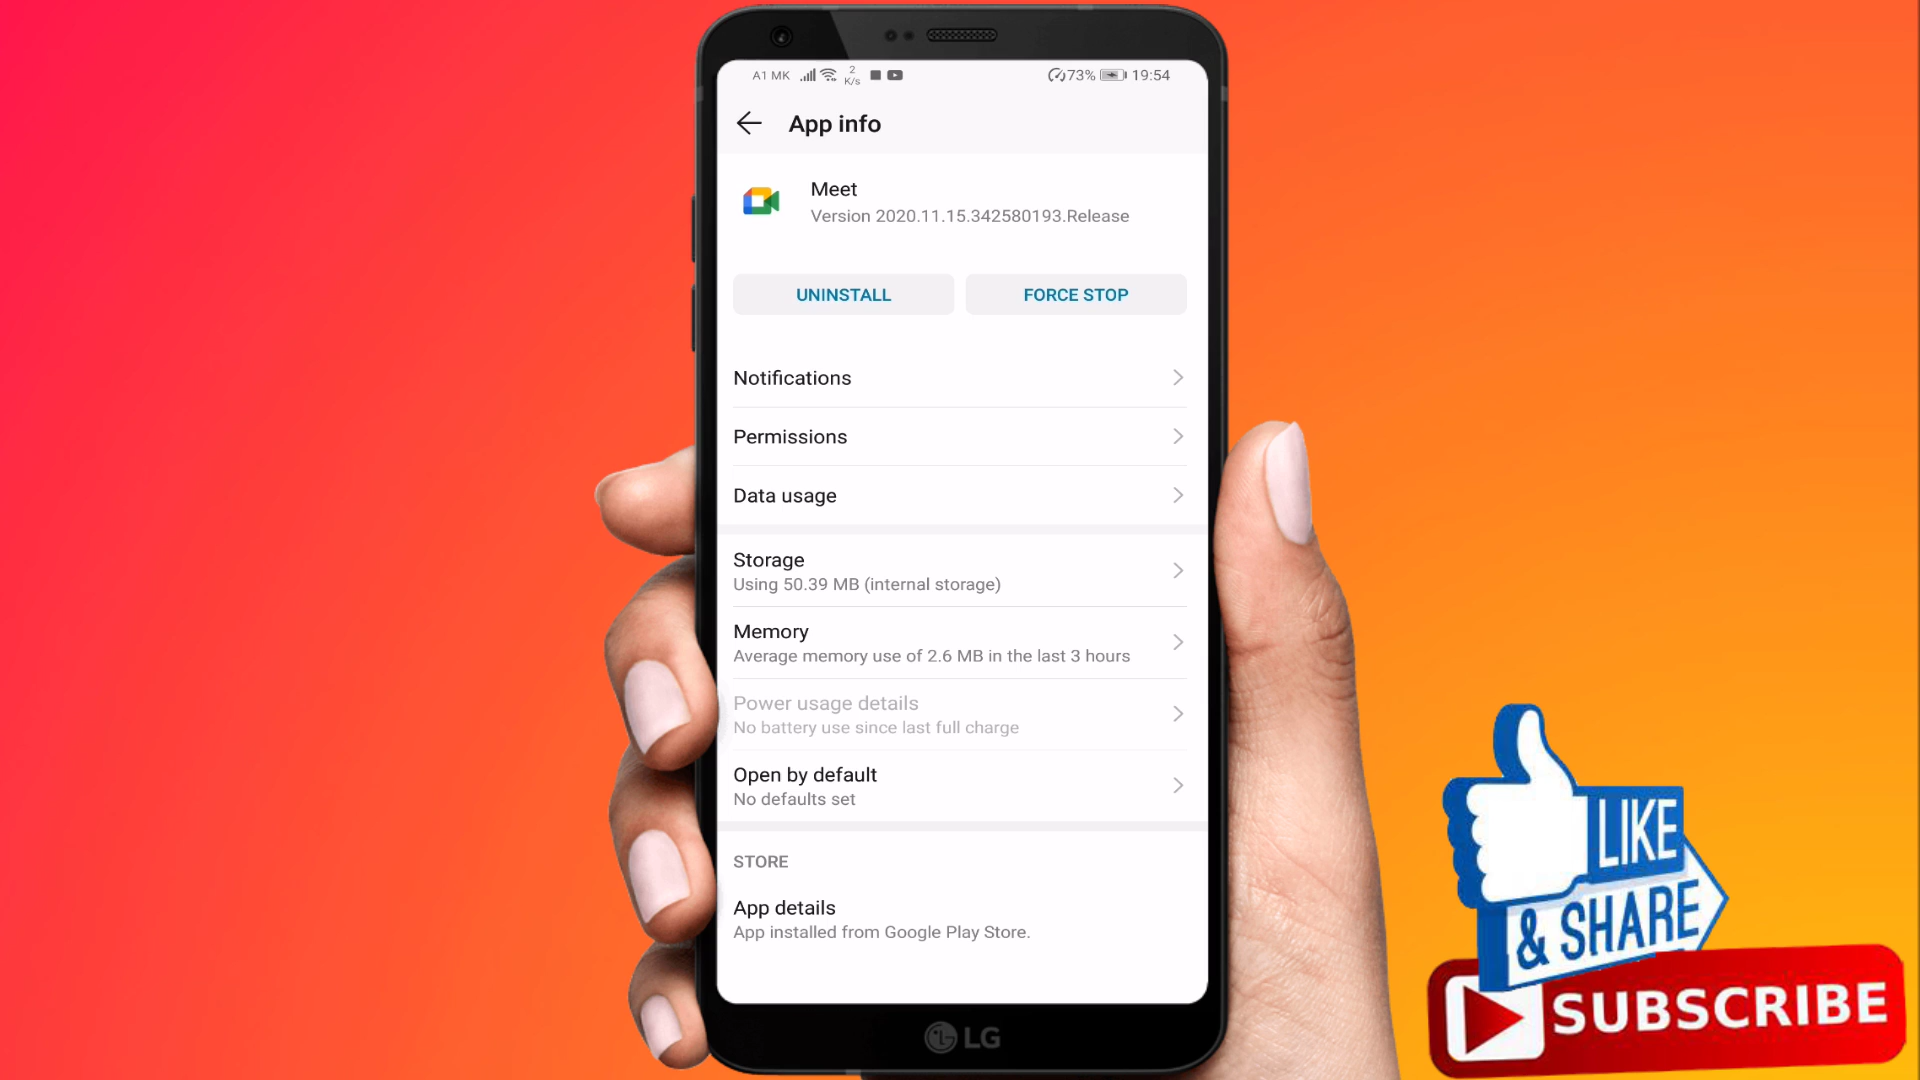 A1 MK
2
K/s
73%
19:54
App info
Meet
Version 2020.11.15.342580193.Release
UNINSTALL
FORCE STOP
Notifications
Permissions
Data usage
Storage
Using 50.39 MB (internal storage)
Memory
Average memory use of 2.6 MB in the last 3 hours
Power usage details
No battery use since last full charge
Open by default
No defaults set
STORE
App details
App installed from Google Play Store.
LG
LIKE
& SHARE
SUBSCRIBE